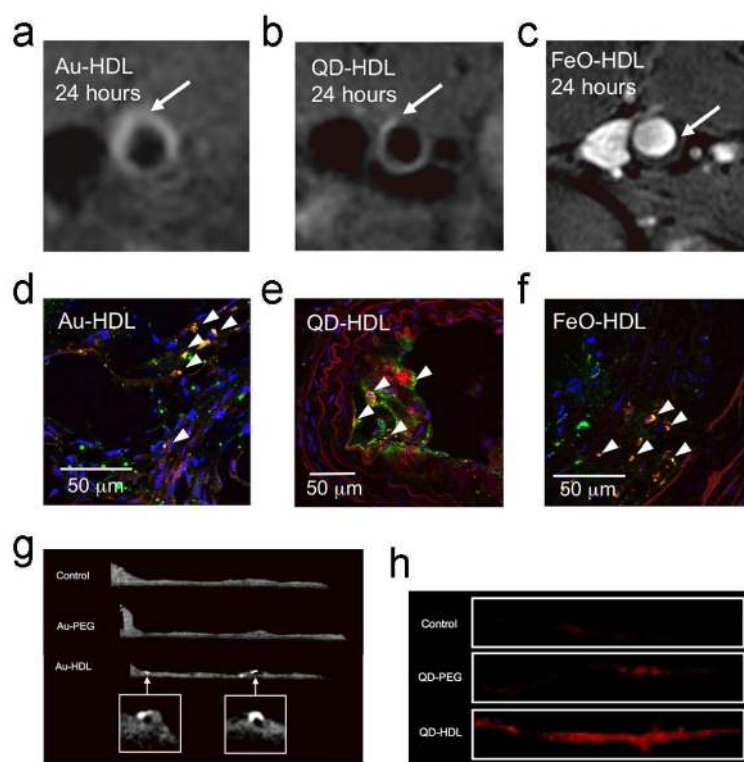 a
Au-HDL
24 hours
b
QD-HDL
24 hours
c
FeO-HDL
24 hours
d
Au-HDL
50 μm
e
QD-HDL
50 μm
f
FeO-HDL
50 μm
g
Control
Au-PEG
Au-HDL
h
Control
QD-PEG
QD-HDL